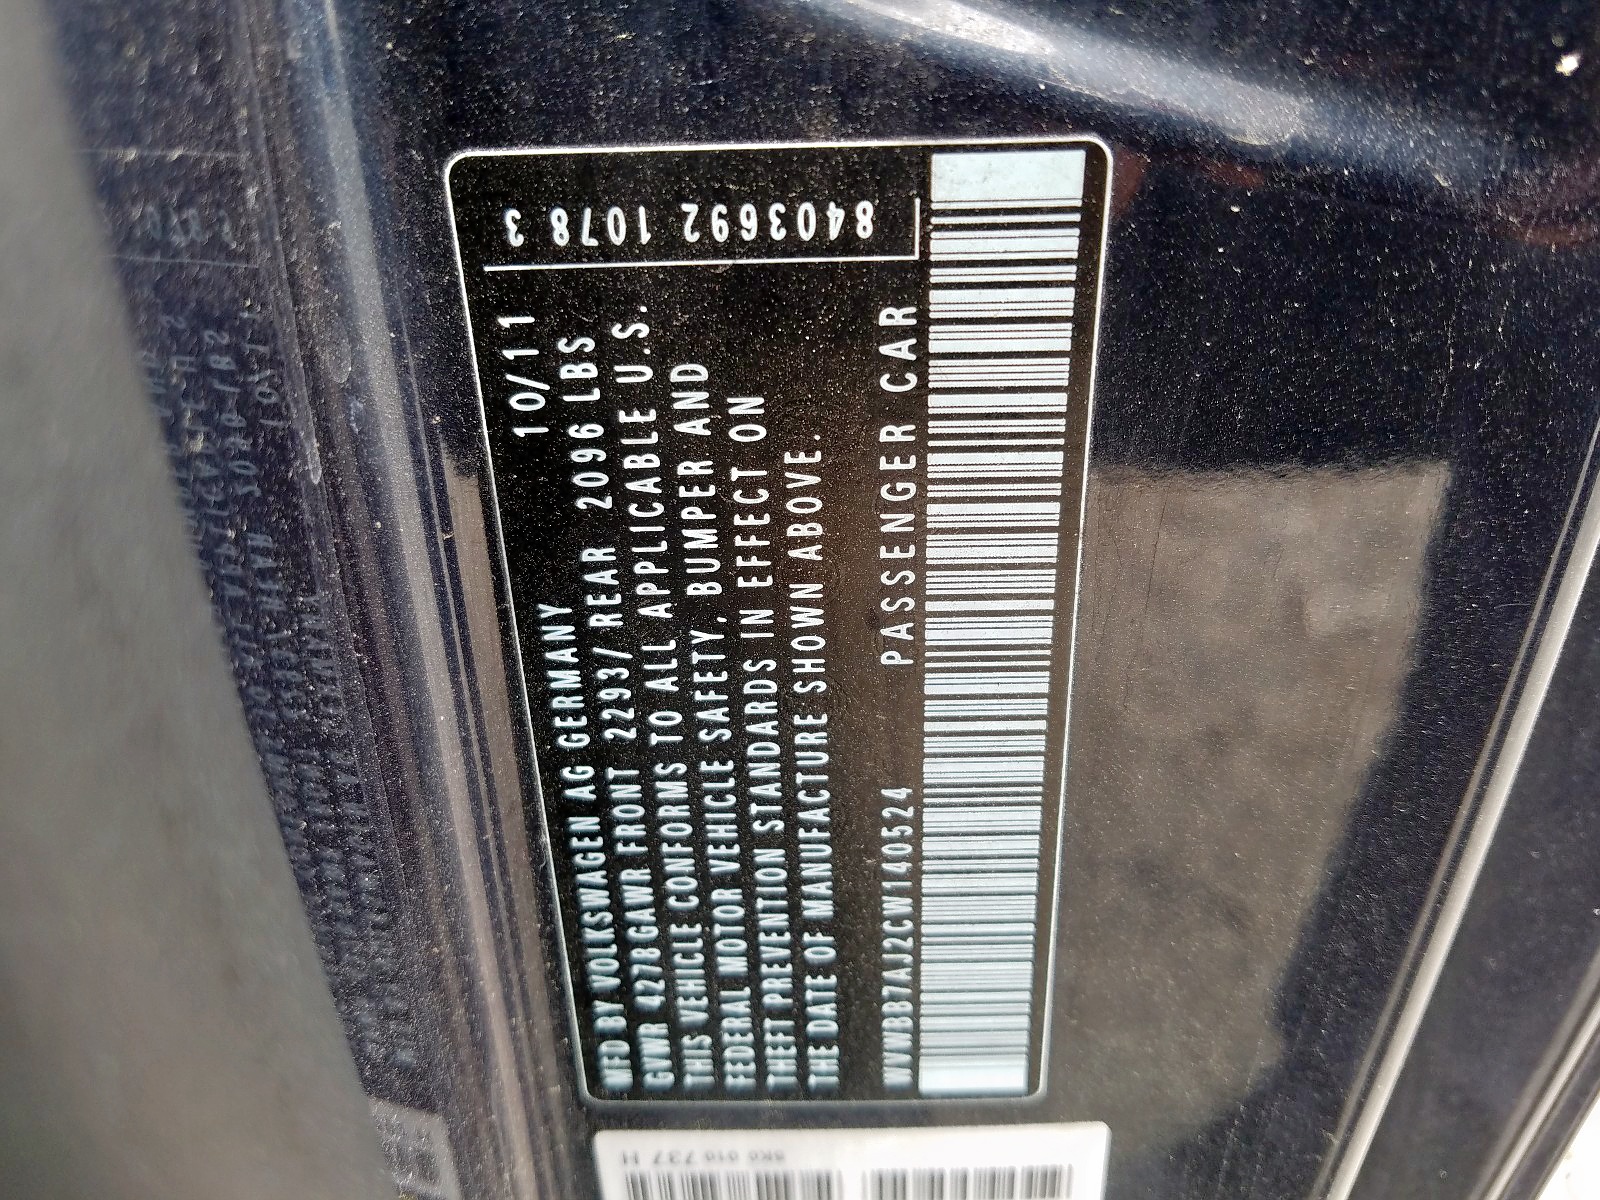 MFD BY VOLKSWAGEN AG GERMANY 10/11
GVWR 4278 GAWR FRONT 2293/ REAR 2096 LBS
THIS VEHICLE CONFORMS TO ALL APPLICABLE U.S.
FEDERAL MOTOR VEHICLE SAFETY, BUMPER AND
THEFT PREVENTION STANDARDS IN EFFECT ON
THE DATE OF MANUFACTURE SHOWN ABOVE.
WVWBB7AJ2CW140524 PASSENGER CAR
8403692 1078 3
737 H